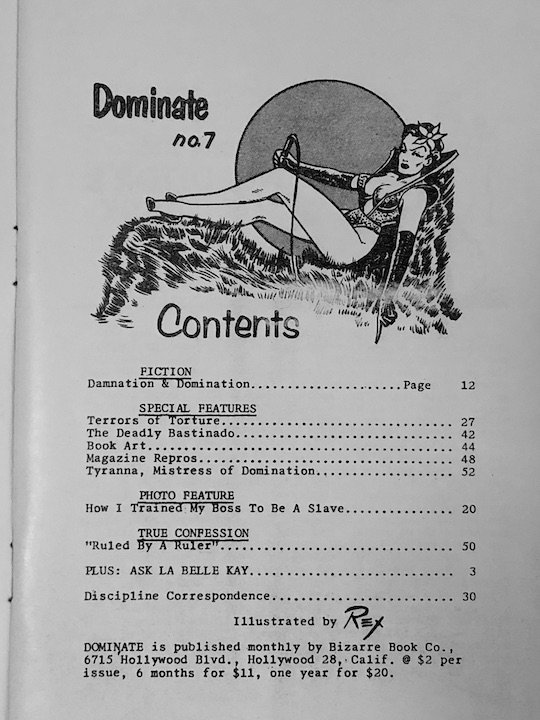 Dominate
no.7
Contents
FICTION
Damnation & Domination.....................Page 12
SPECIAL FEATURES
Terrors of Torture................................ 27
The Deadly Bastinado.............................. 42
Book Art.......................................... 44
Magazine Repros................................... 48
Tyranna, Mistress of Domination................... 52
PHOTO FEATURE
How I Trained My Boss To Be A Slave............... 20
TRUE CONFESSION
"Ruled By A Ruler"................................ 50
PLUS: ASK LA BELLE KAY............................ 3
Discipline Correspondence......................... 30
Illustrated by Rex
DOMINATE is published monthly by Bizarre Book Co.,
6715 Hollywood Blvd., Hollywood 28, Calif. @ $2 per
issue, 6 months for $11, one year for $20.